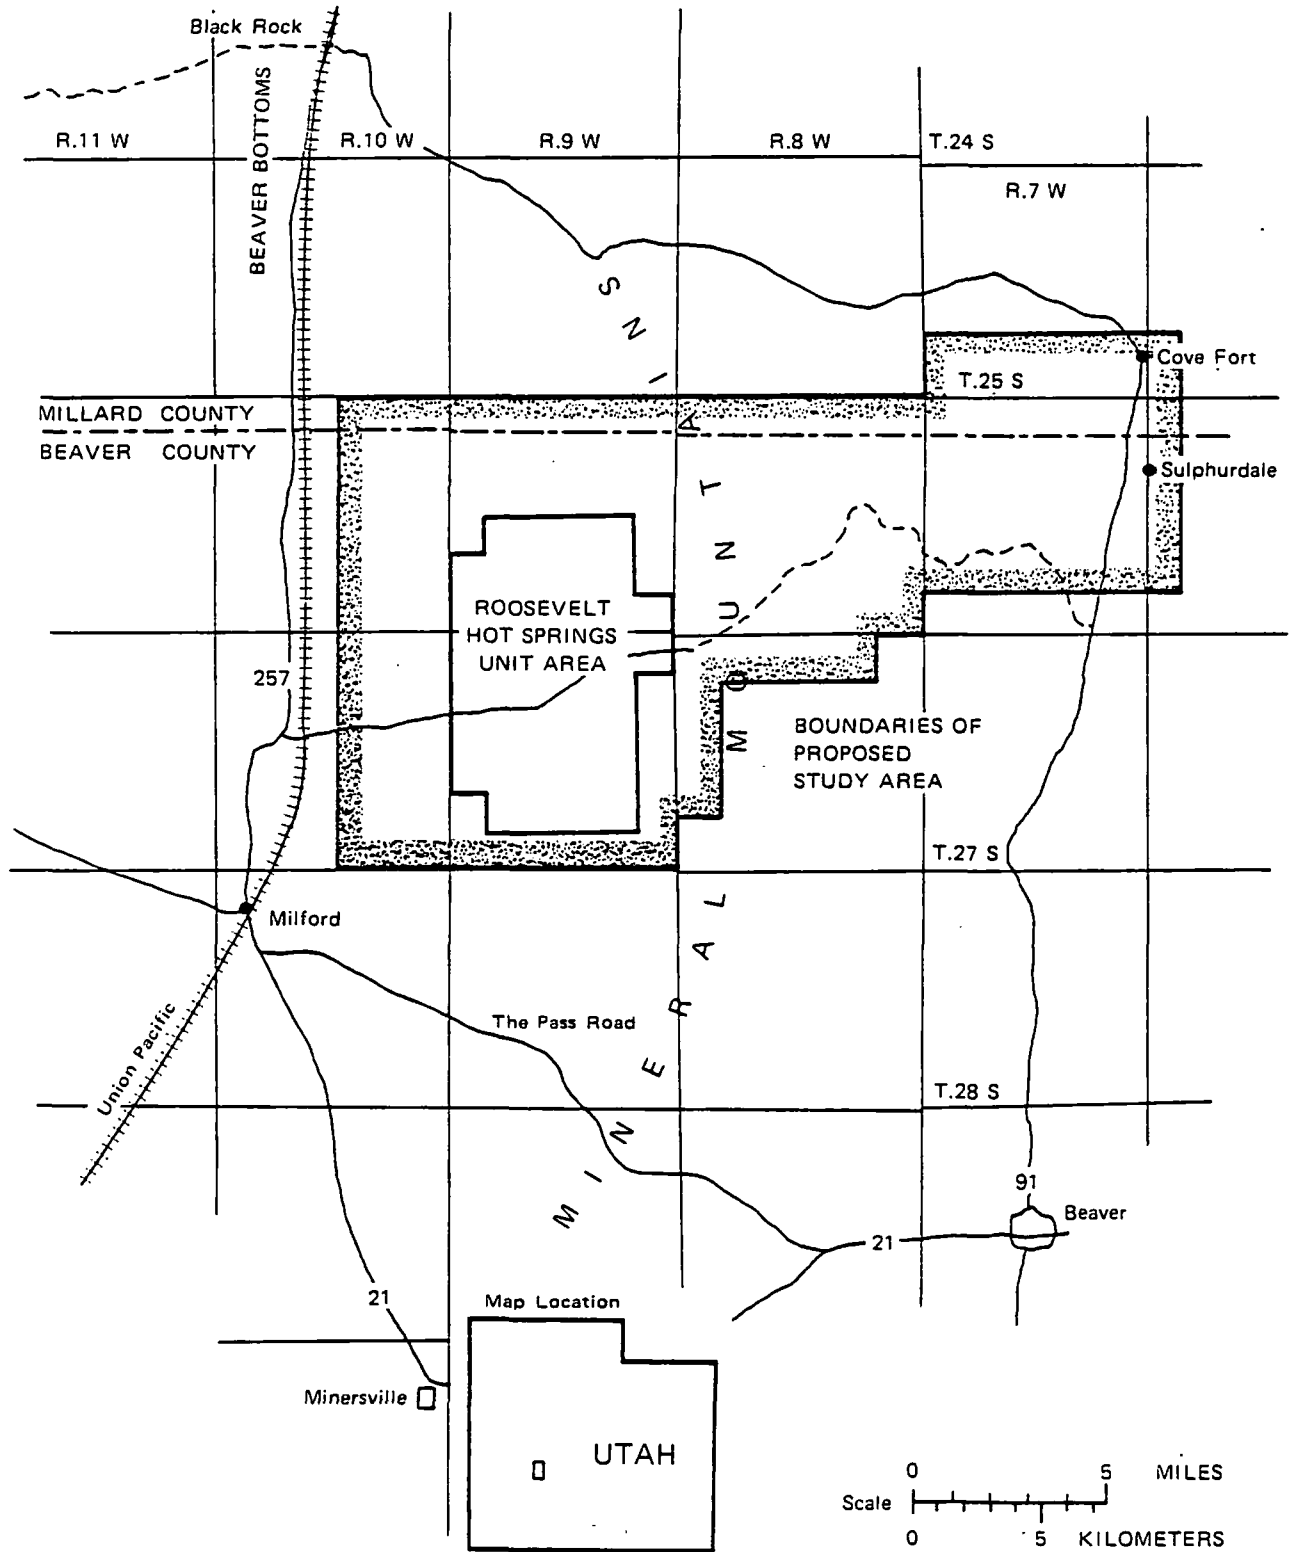 Black Rock
BEAVER BOTTOMS
R.11 W
R.10 W
R.9 W
R.8 W
T.24 S
R.7 W
Cove Fort
T.25 S
MILLARD COUNTY
BEAVER COUNTY
Sulphurdale
MOUNTAINS
ROOSEVELT
HOT SPRINGS
UNIT AREA
257
BOUNDARIES OF
PROPOSED
STUDY AREA
T.27 S
Milford
MINERAL
Union Pacific
The Pass Road
T.28 S
91
Beaver
21
21
Map Location
Minersville
UTAH
0 5 MILES
Scale
0 5 KILOMETERS